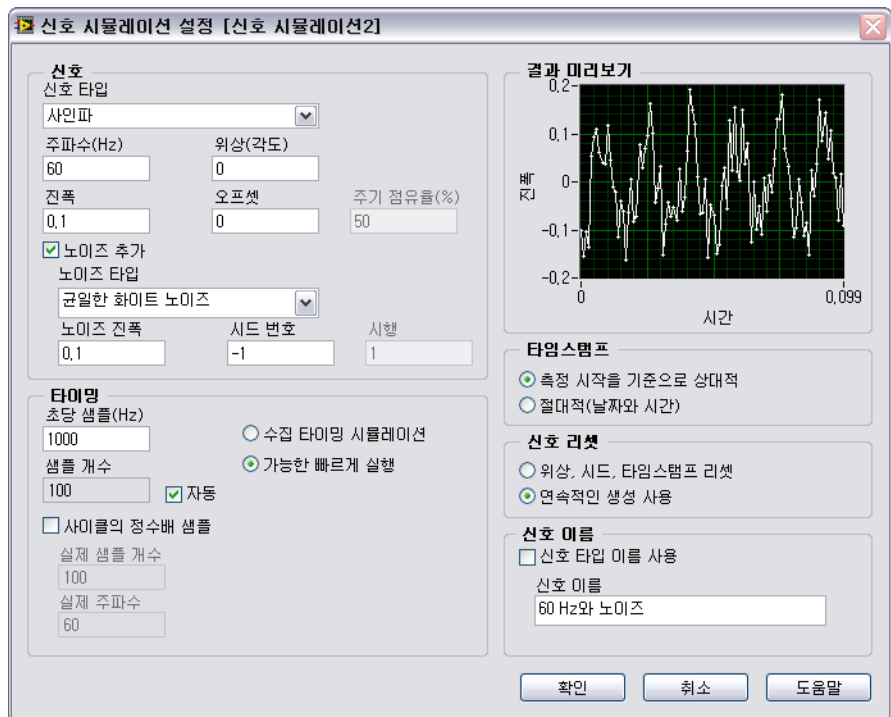 신호 시뮬레이션 설정 [신호 시뮬레이션2]
신호
신호 타입
사인파
주파수(Hz) 위상(각도)
60 0
진폭 오프셋 주기 점유율(%)
0.1 0 50
노이즈 추가
노이즈 타입
균일한 화이트 노이즈
노이즈 진폭 시드 번호 시행
0.1 -1 1
타이밍
초당 샘플(Hz)
1000
수집 타이밍 시뮬레이션
샘플 개수
가능한 빠르게 실행
100 자동
사이클의 정수배 샘플
실제 샘플 개수
100
실제 주파수
60
결과 미리보기
0.2
0.1
0
-0.1
-0.2
진폭
0 0.099
시간
타임스탬프
측정 시작을 기준으로 상대적
절대적(날짜와 시간)
신호 리셋
위상, 시드, 타임스탬프 리셋
연속적인 생성 사용
신호 이름
신호 타입 이름 사용
신호 이름
60 Hz와 노이즈
확인 취소 도움말